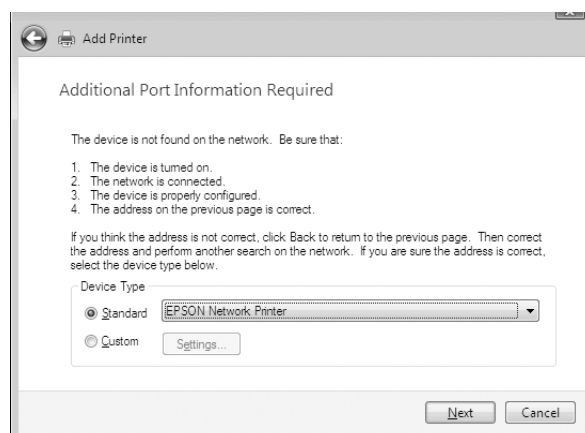 Add Printer
Additional Port Information Required
The device is not found on the network.  Be sure that:
1.  The device is turned on.
2.  The network is connected.
3.  The device is properly configured.
4.  The address on the previous page is correct.
If you think the address is not correct, click Back to return to the previous page.  Then correct
the address and perform another search on the network.  If you are sure the address is correct,
select the device type below.
Device Type
Standard
EPSON Network Printer
Custom
Settings...
Next
Cancel